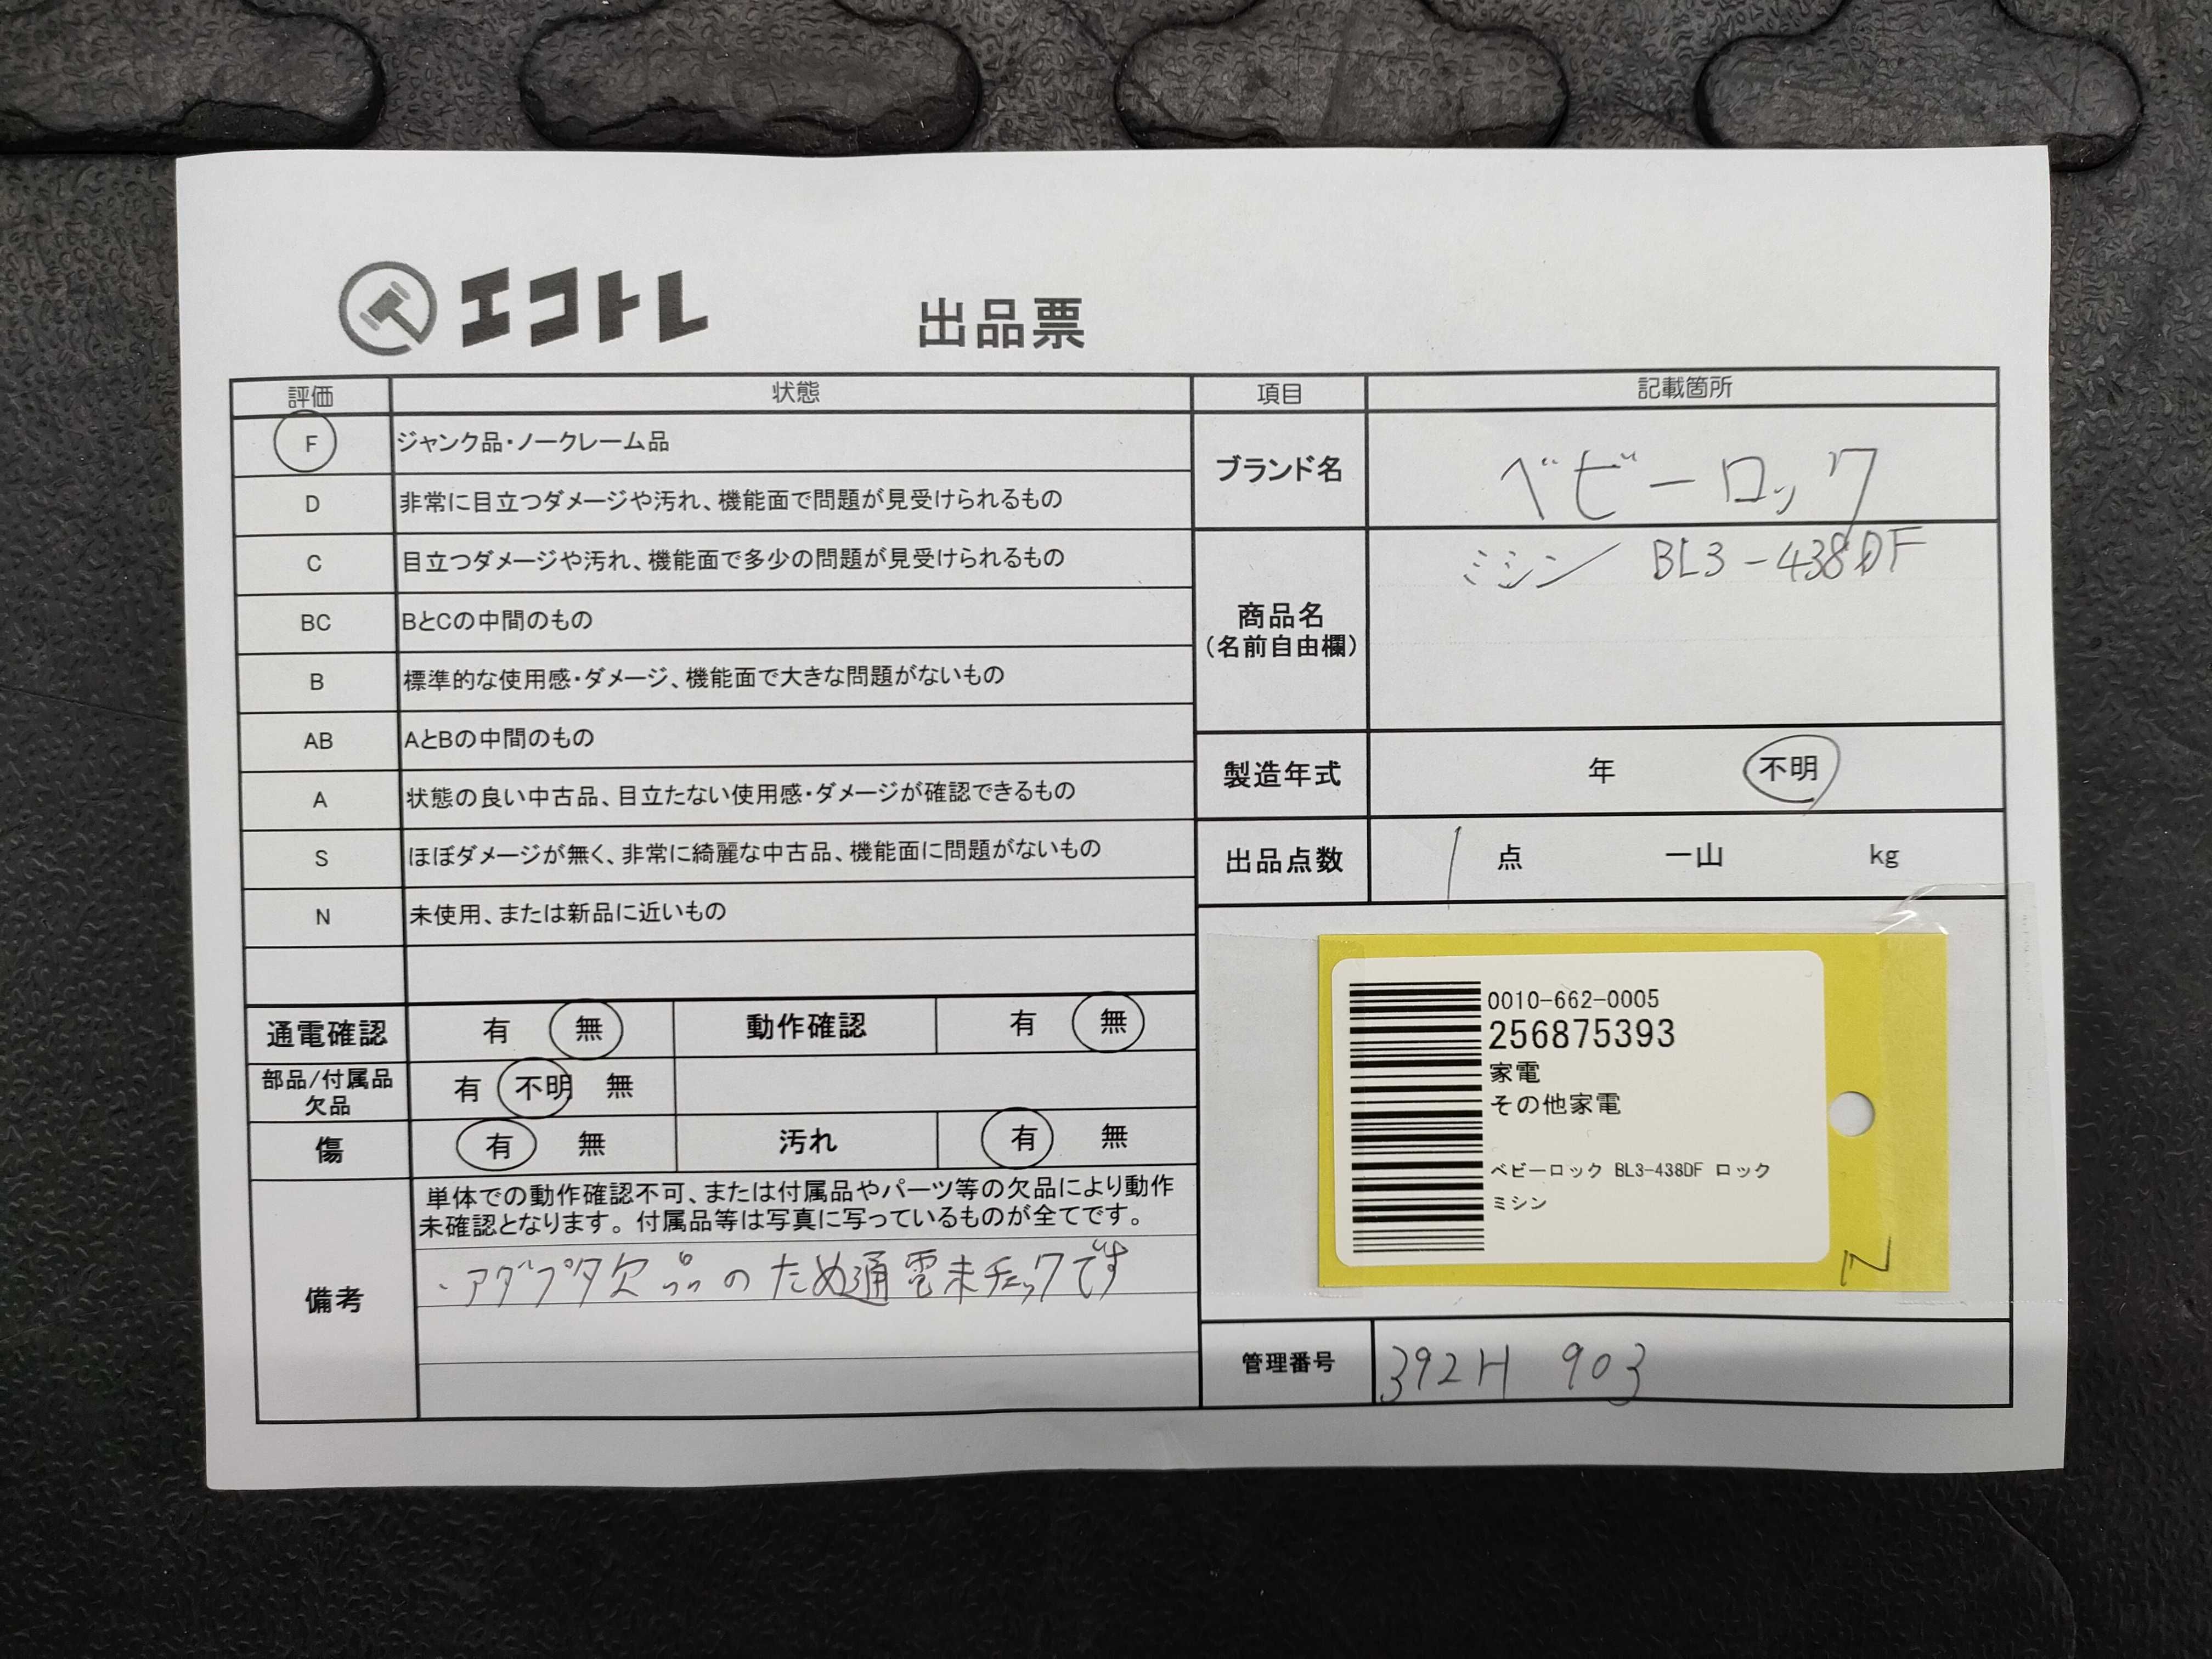 エコトレ
出品票
評価 状態
F ジャンク品・ノークレーム品
D 非常に目立つダメージや汚れ、機能面で問題が見受けられるもの
C 目立つダメージや汚れ、機能面で多少の問題が見受けられるもの
BC BとCの中間のもの
B 標準的な使用感・ダメージ、機能面で大きな問題がないもの
AB AとBの中間のもの
A 状態の良い中古品、目立たない使用感・ダメージが確認できるもの
S ほぼダメージが無く、非常に綺麗な中古品、機能面に問題がないもの
N 未使用、または新品に近いもの
通電確認 有 無 動作確認 有 無
部品/付属品
欠品
有 不明 無
傷 有 無 汚れ 有 無
備考
単体での動作確認不可、または付属品やパーツ等の欠品により動作
未確認となります。付属品等は写真に写っているものが全てです。
・アダプタ欠品のため通電未チェックです
項目 記載箇所
ブランド名 ベビーロック
商品名
(名前自由欄)
ミシン BL3-438DF
製造年式 年 不明
出品点数 1 点 一山 kg
0010-662-0005
256875393
家電
その他家電
ベビーロック BL3-438DF ロック
ミシン
IN
管理番号 392H 903